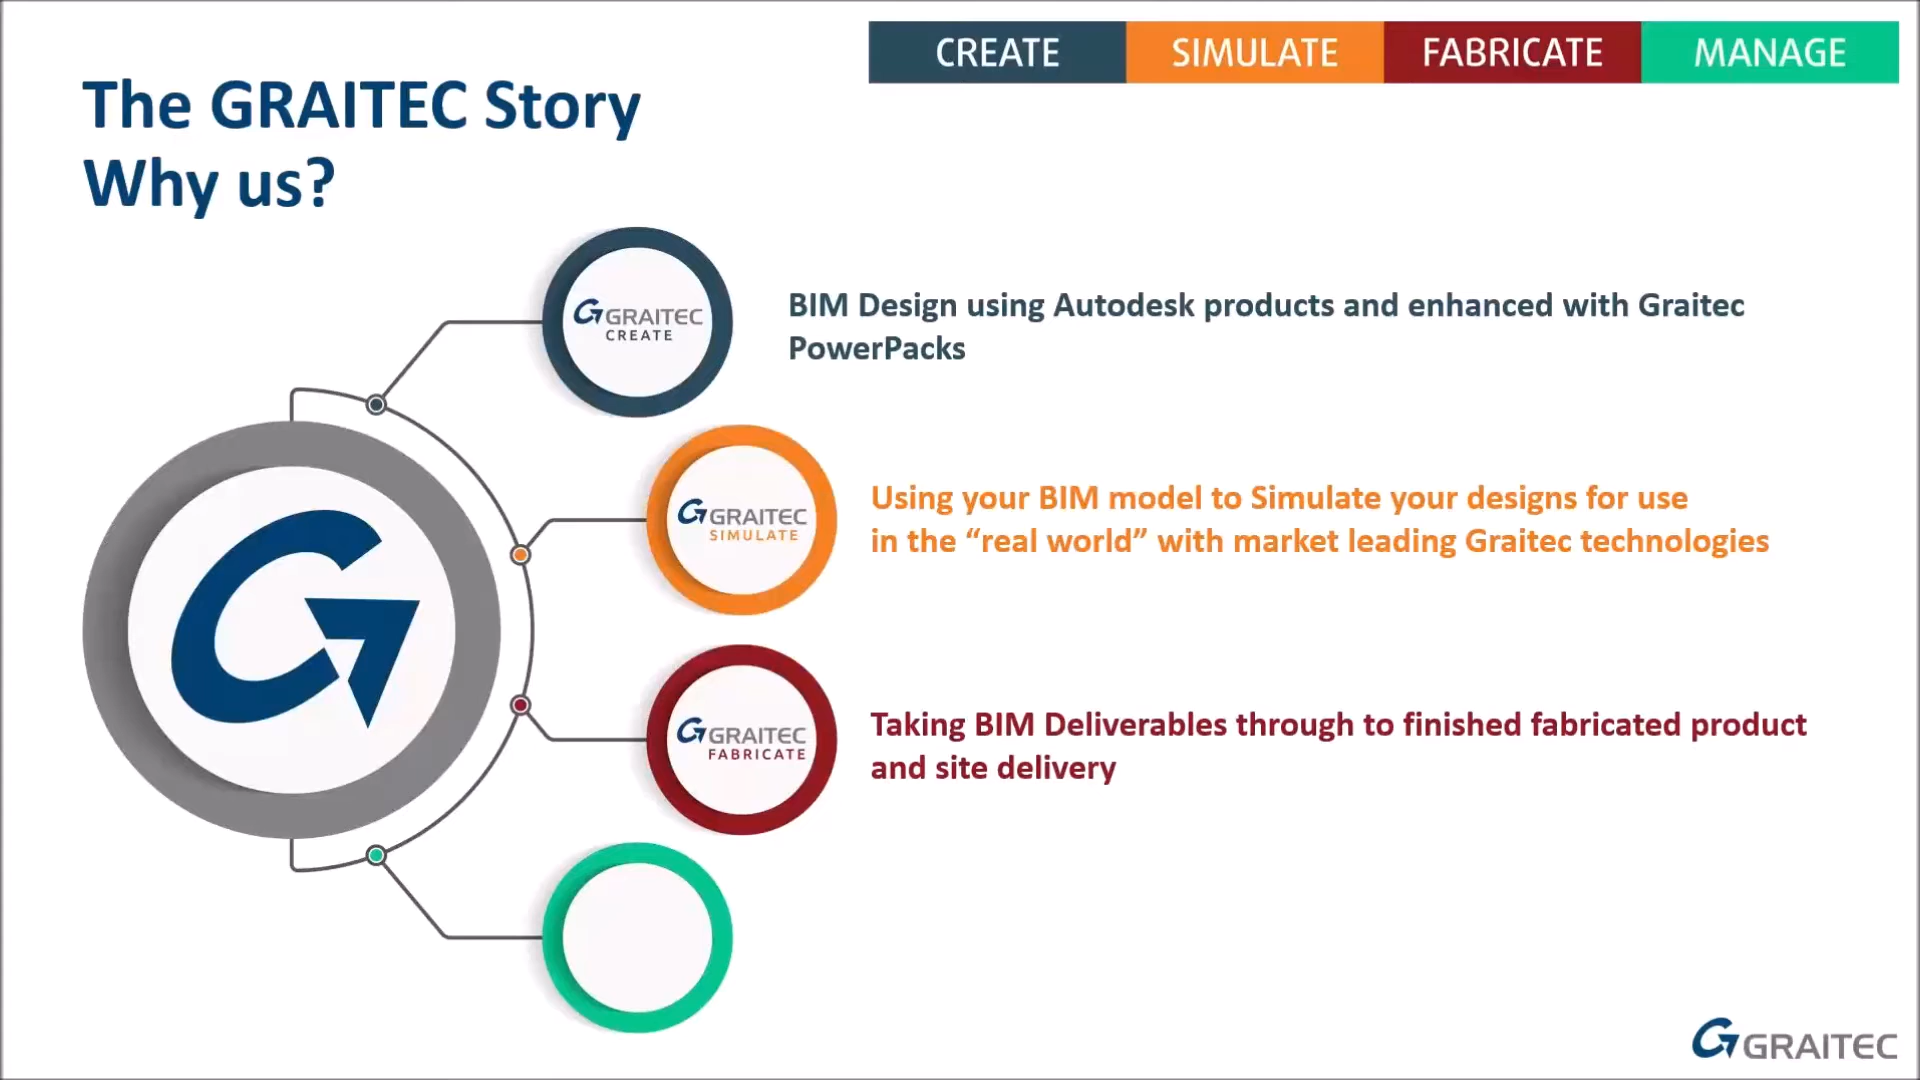 CREATE SIMULATE FABRICATE MANAGE
The GRAITEC Story
Why us?
GRAITEC
CREATE
BIM Design using Autodesk products and enhanced with Graitec
PowerPacks
GRAITEC
SIMULATE
Using your BIM model to Simulate your designs for use
in the “real world” with market leading Graitec technologies
GRAITEC
FABRICATE
Taking BIM Deliverables through to finished fabricated product
and site delivery
GRAITEC